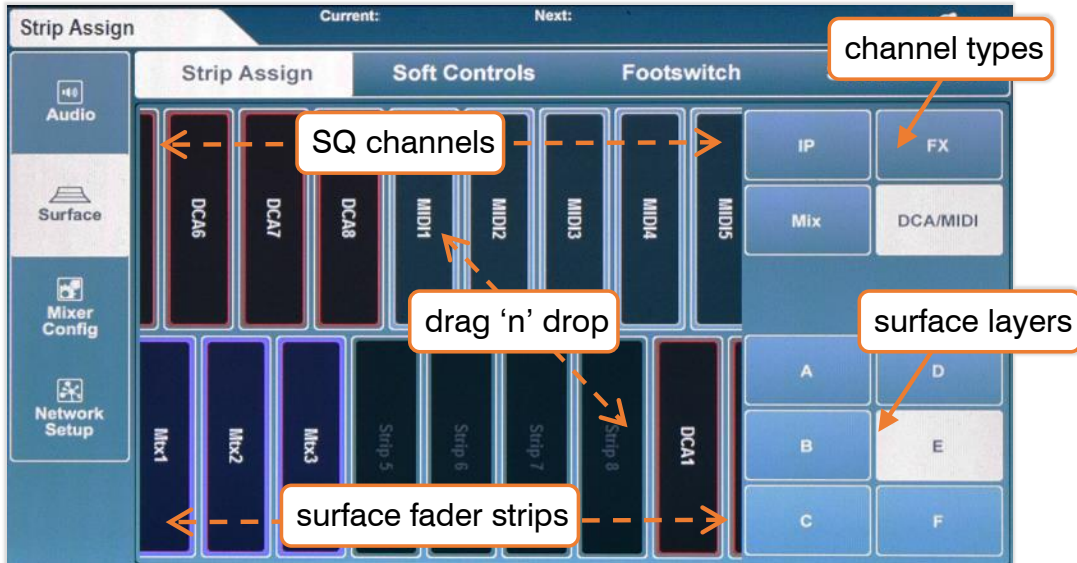 Strip Assign
Current:
Next:
channel types
Audio
Surface
Mixer
Config
Network
Setup
Strip Assign
Soft Controls
Footswitch
SQ channels
DCA6
DCA7
DCA8
MIDI1
MIDI2
MIDI3
MIDI4
MIDI5
IP
FX
Mix
DCA/MIDI
drag ‘n’ drop
surface layers
Mtx1
Mtx2
Mtx3
Strip 5
Strip 6
Strip 7
Strip 8
DCA1
A
D
B
E
C
F
surface fader strips